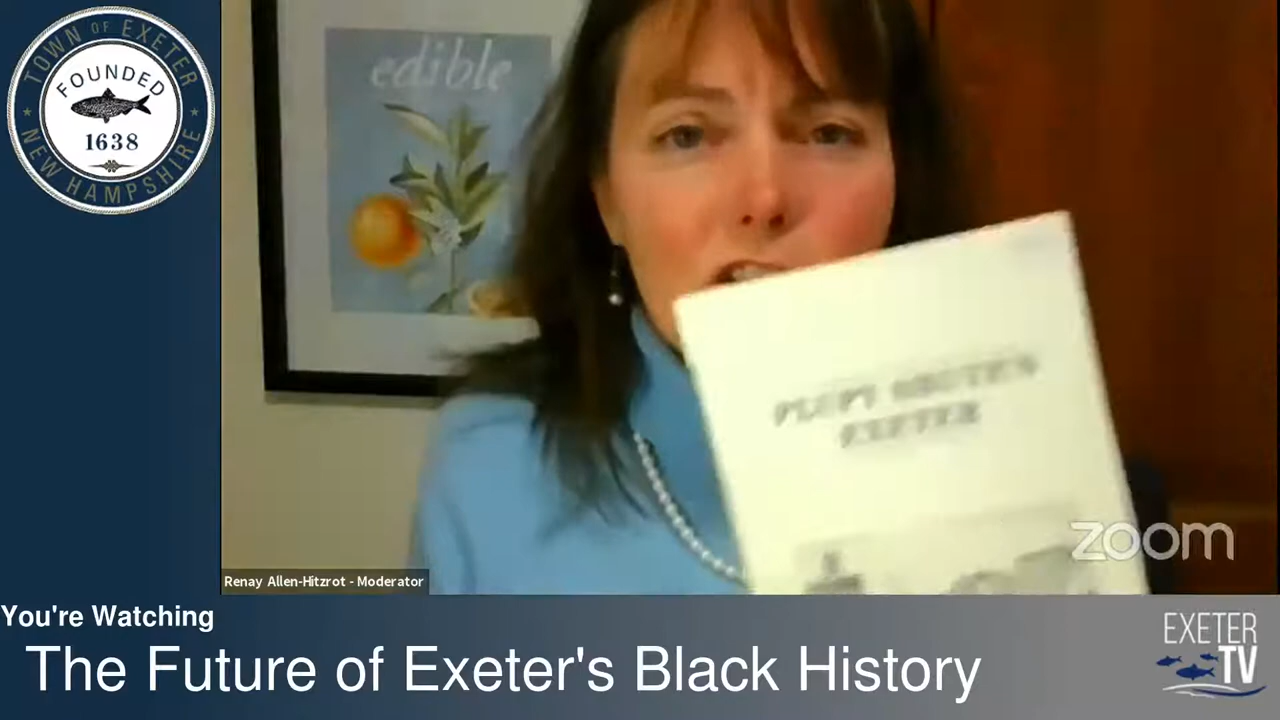 TOWN OF EXETER
FOUNDED
1638
NEW HAMPSHIRE
edible
EXETER
zoom
Renay Allen-Hitzrot - Moderator
You're Watching
The Future of Exeter's Black History
EXETER
TV